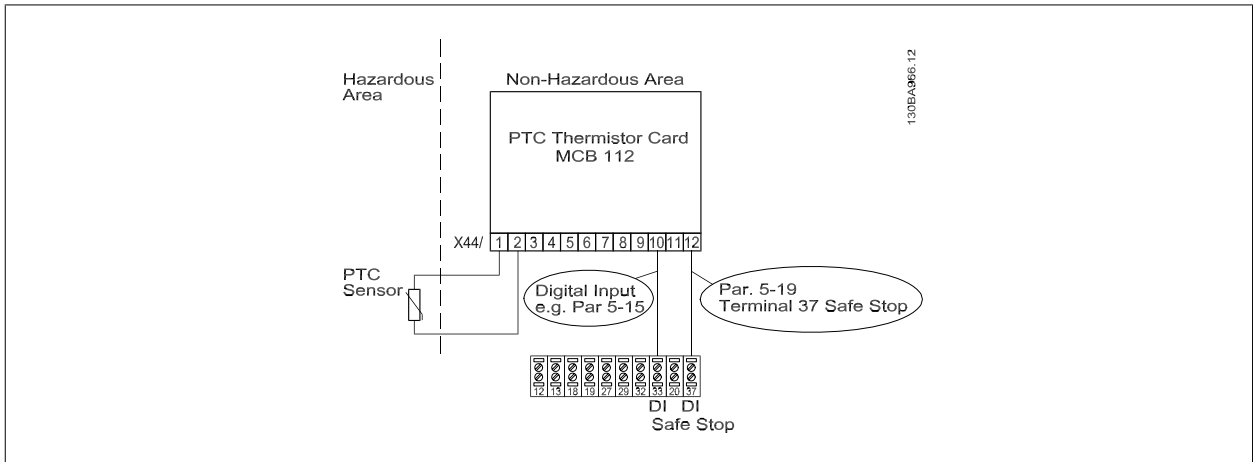 130BA966.12
Hazardous
Area
Non-Hazardous Area
PTC Thermistor Card
MCB 112
X44/ 1 2 3 4 5 6 7 8 9 10 11 12
PTC
Sensor
Digital Input
e.g. Par 5-15
Par. 5-19
Terminal 37 Safe Stop
12 13 18 19 27 29 32 33 20 37
DI DI
Safe Stop